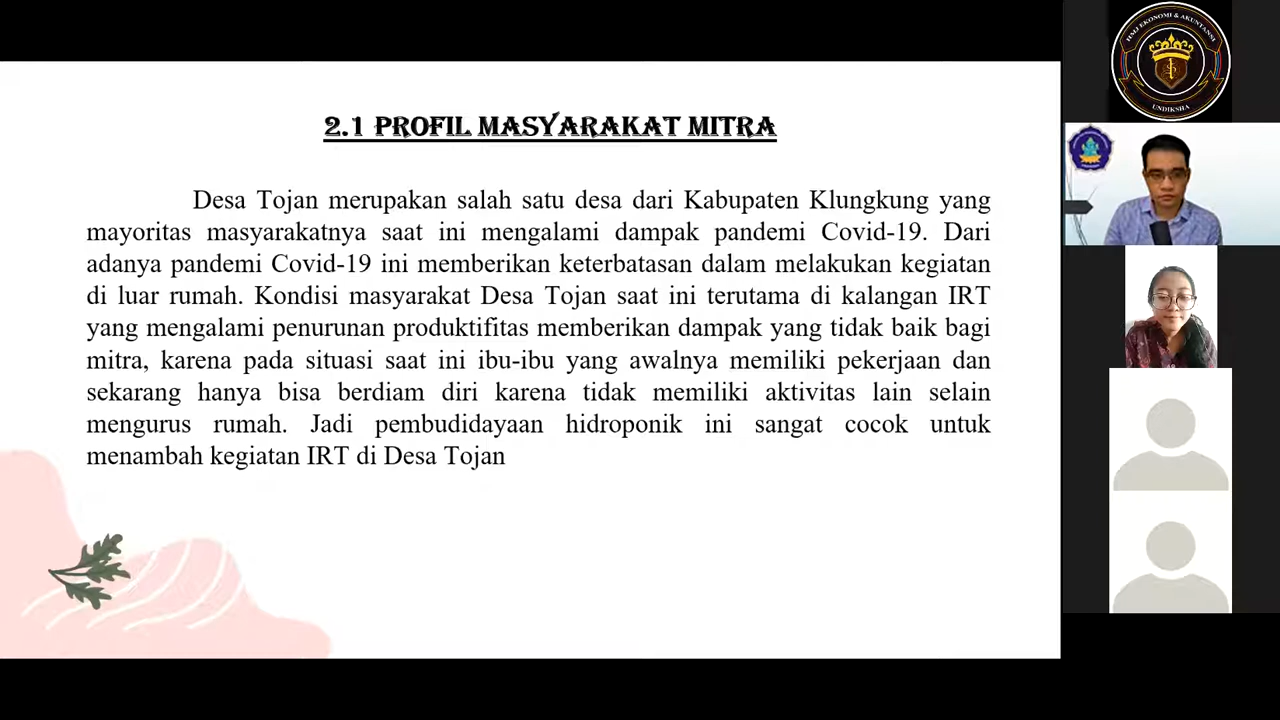 2.1 PROFIL MASYARAKAT MITRA
Desa Tojan merupakan salah satu desa dari Kabupaten Klungkung yang
mayoritas masyarakatnya saat ini mengalami dampak pandemi Covid-19. Dari
adanya pandemi Covid-19 ini memberikan keterbatasan dalam melakukan kegiatan
di luar rumah. Kondisi masyarakat Desa Tojan saat ini terutama di kalangan IRT
yang mengalami penurunan produktifitas memberikan dampak yang tidak baik bagi
mitra, karena pada situasi saat ini ibu-ibu yang awalnya memiliki pekerjaan dan
sekarang hanya bisa berdiam diri karena tidak memiliki aktivitas lain selain
mengurus rumah. Jadi pembudidayaan hidroponik ini sangat cocok untuk
menambah kegiatan IRT di Desa Tojan
HMJ EKONOMI & AKUNTANSI
UNDIKSHA